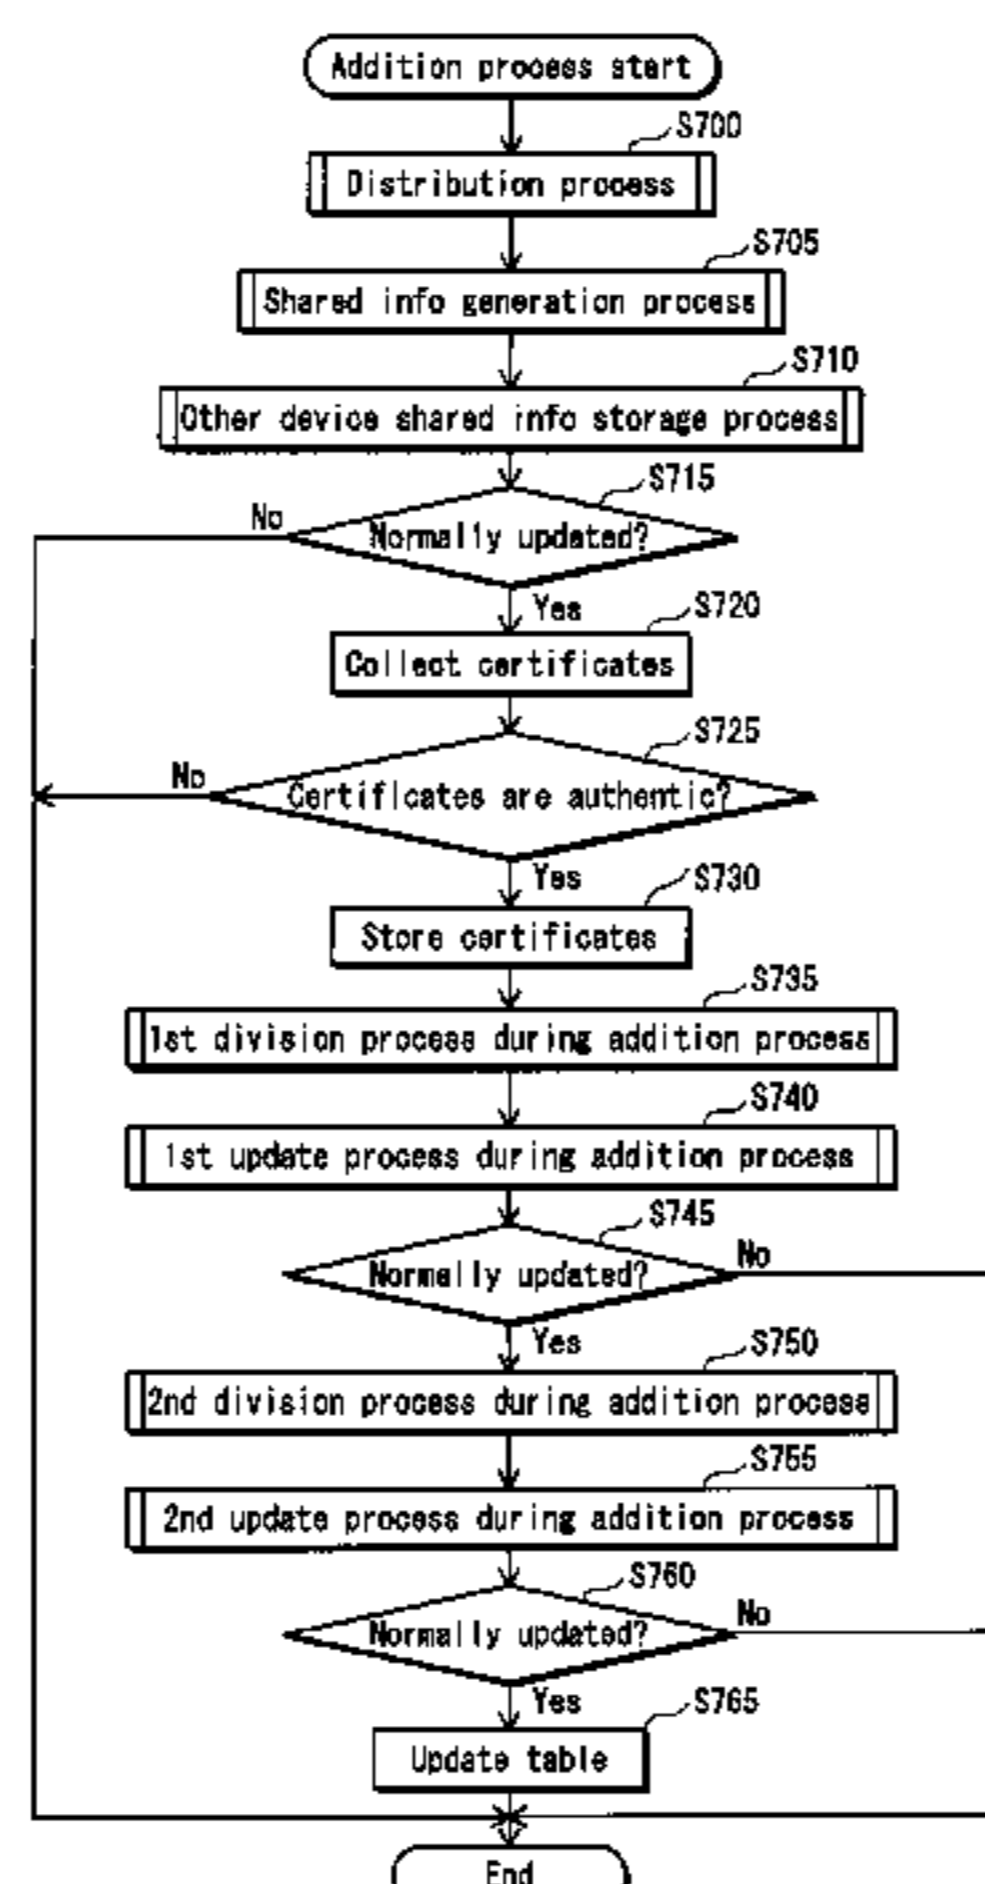 Addition process start
S700
Distribution process
S705
Shared info generation process
S710
Other device shared info storage process
S715
No
Normally updated?
Yes
S720
Collect certificates
S725
No
Certificates are authentic?
Yes
S730
Store certificates
S735
1st division process during addition process
S740
1st update process during addition process
S745
No
Normally updated?
Yes
S750
2nd division process during addition process
S755
2nd update process during addition process
S760
No
Normally updated?
Yes
S765
Update table
End